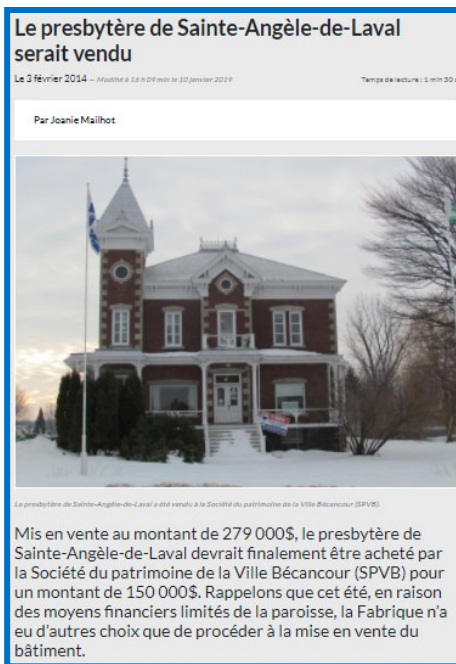 Le presbytère de Sainte-Angèle-de-Laval
serait vendu
Le 3 février 2014 – Modifié à 16 h 09 min le 10 janvier 2019
Temps de lecture : 1 min 30
Par Joanie Mailhot
Le presbytère de Sainte-Angèle-de-Laval a été vendu à la Société du patrimoine de la Ville Bécancour (SPVB).
Mis en vente au montant de 279 000$, le presbytère de
Sainte-Angèle-de-Laval devrait finalement être acheté par
la Société du patrimoine de la Ville Bécancour (SPVB) pour
un montant de 150 000$. Rappelons que cet été, en raison
des moyens financiers limités de la paroisse, la Fabrique n’a
eu d’autres choix que de procéder à la mise en vente du
bâtiment.